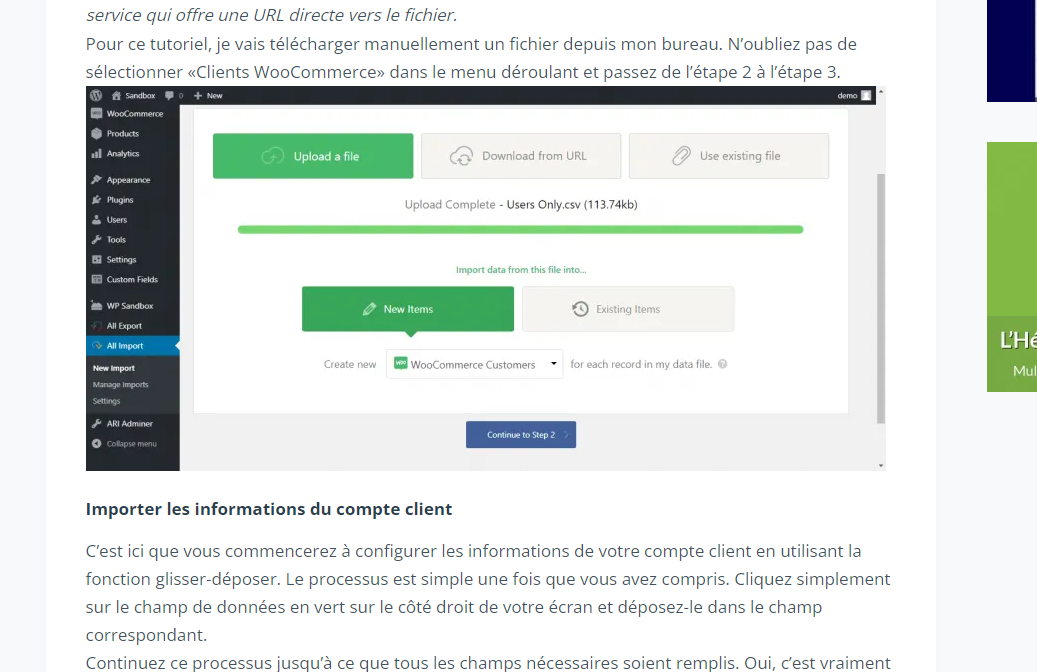 service qui offre une URL directe vers le fichier.
Pour ce tutoriel, je vais télécharger manuellement un fichier depuis mon bureau. N’oubliez pas de
sélectionner «Clients WooCommerce» dans le menu déroulant et passez de l’étape 2 à l’étape 3.
Sandbox 0 New demo
WooCommerce
Products
Analytics
Appearance
Plugins
Users
Tools
Settings
Custom Fields
WP Sandbox
All Export
All Import
New Import
Manage Imports
Settings
ARI Adminer
Collapse menu
Upload a file Download from URL Use existing file
Upload Complete - Users Only.csv (113.74kb)
Import data from this file into...
New Items Existing Items
Create new WooCommerce Customers for each record in my data file.
Continue to Step 2
Importer les informations du compte client
C’est ici que vous commencerez à configurer les informations de votre compte client en utilisant la
fonction glisser-déposer. Le processus est simple une fois que vous avez compris. Cliquez simplement
sur le champ de données en vert sur le côté droit de votre écran et déposez-le dans le champ
correspondant.
Continuez ce processus jusqu’à ce que tous les champs nécessaires soient remplis. Oui, c’est vraiment
L’Hé
Mul